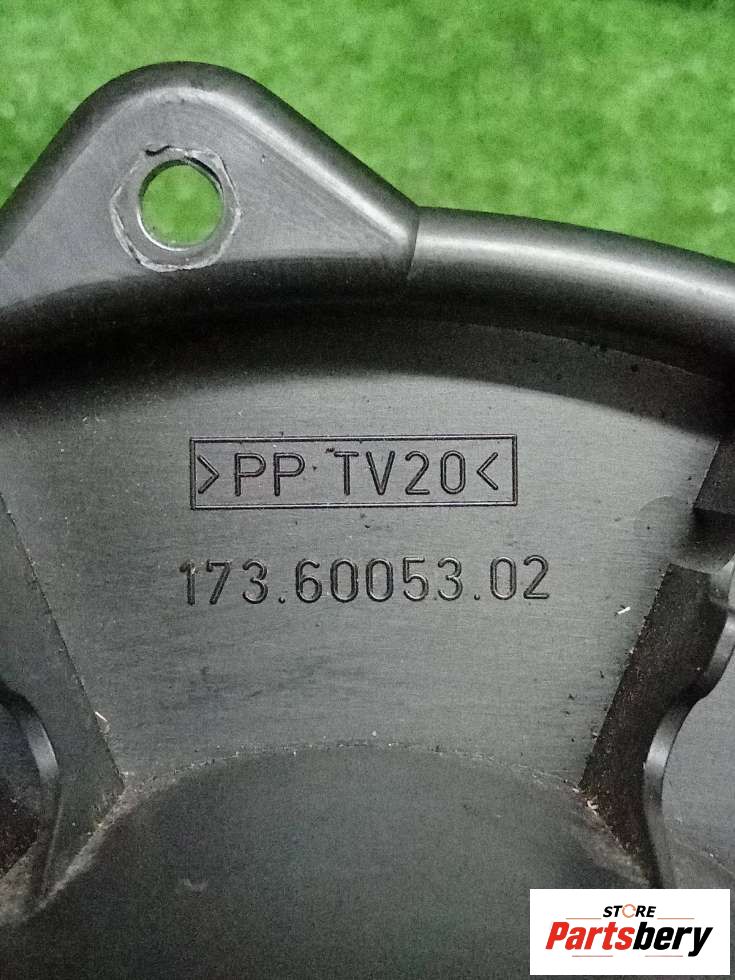 >PP TV20<
173.60053.02
STORE
Partsbery